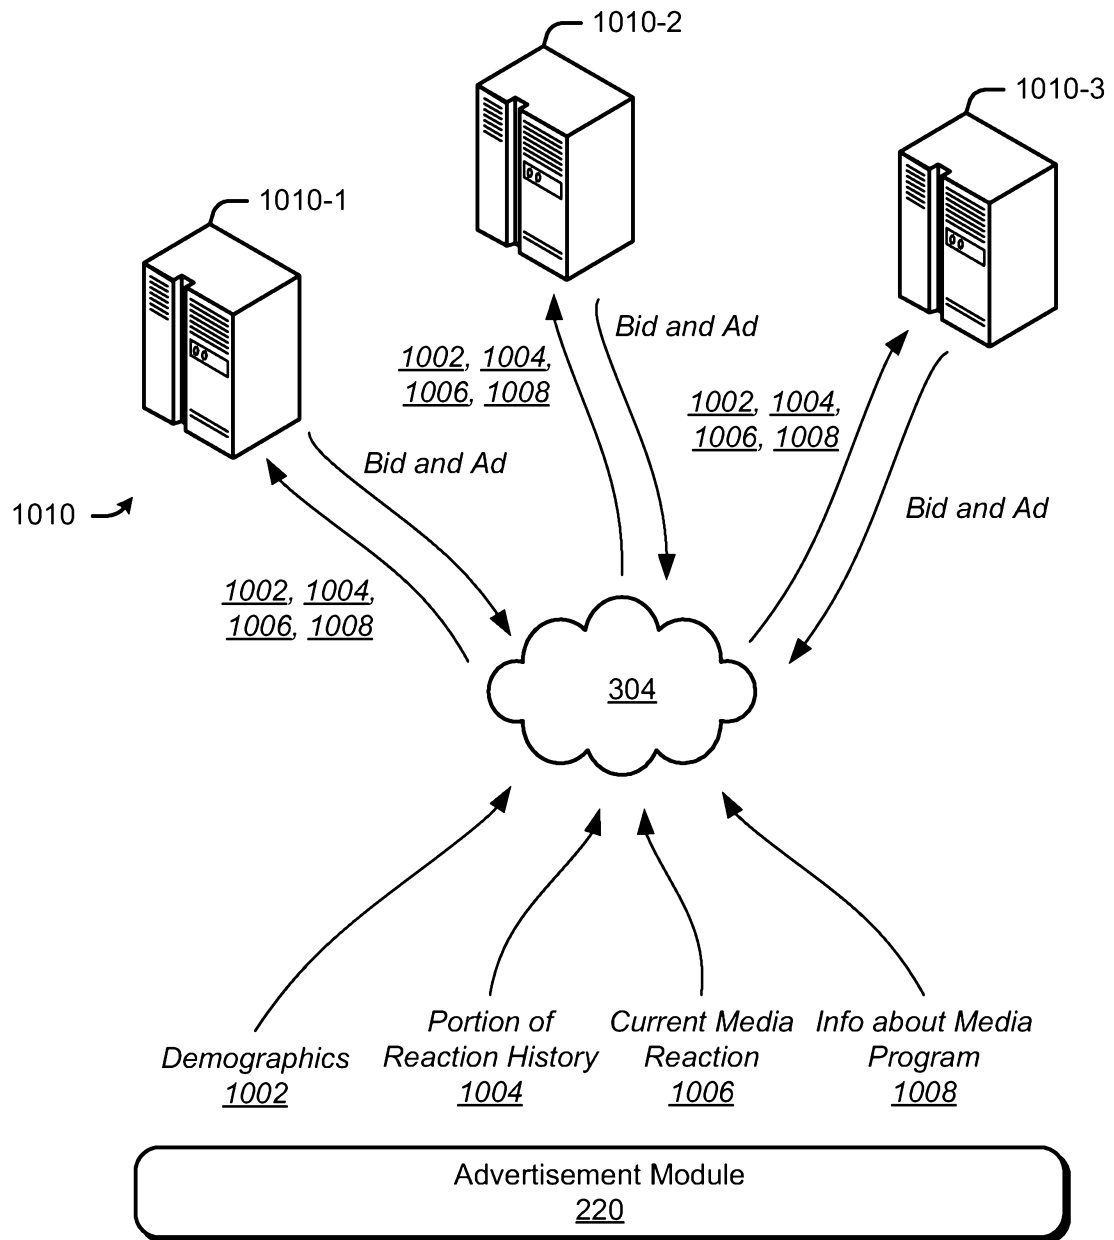 1010-2
1010-3
1010-1
Bid and Ad
1002, 1004,
1006, 1008
1002, 1004,
1006, 1008
Bid and Ad
1010
Bid and Ad
1002, 1004,
1006, 1008
304
Demographics
1002
Portion of
Reaction History
1004
Current Media
Reaction
1006
Info about Media
Program
1008
Advertisement Module
220